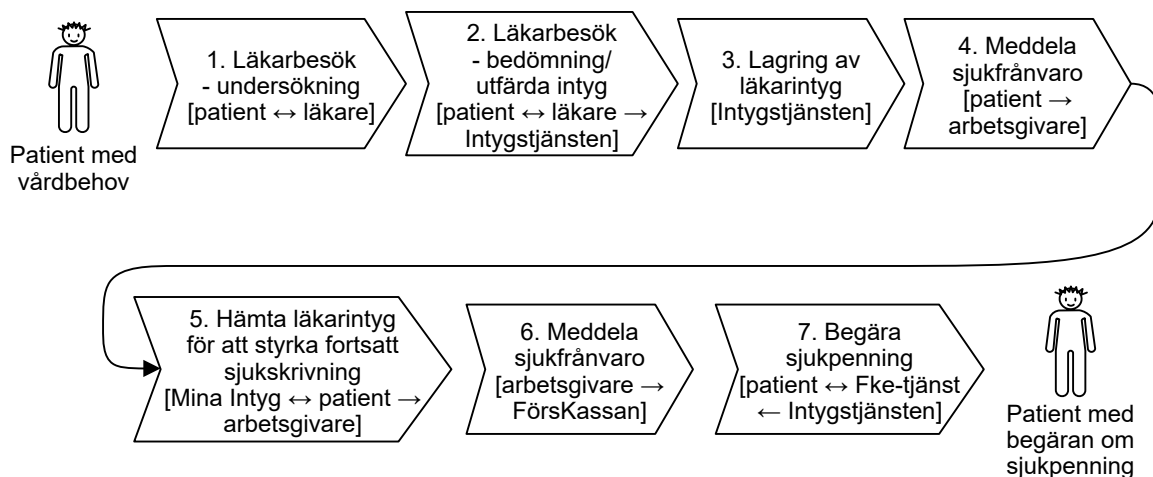 Patient med
vårdbehov
1. Läkarbesök
- undersökning
[patient ↔ läkare]
2. Läkarbesök
- bedömning/
utfärda intyg
[patient ↔ läkare →
Intygstjänsten]
3. Lagring av
läkarintyg
[Intygstjänsten]
4. Meddela
sjukfrånvaro
[patient →
arbetsgivare]
5. Hämta läkarintyg
för att styrka fortsatt
sjukskrivning
[Mina Intyg ↔ patient →
arbetsgivare]
6. Meddela
sjukfrånvaro
[arbetsgivare →
FörsKassan]
7. Begära
sjukpenning
[patient ↔ Fke-tjänst
← Intygstjänsten]
Patient med
begäran om
sjukpenning